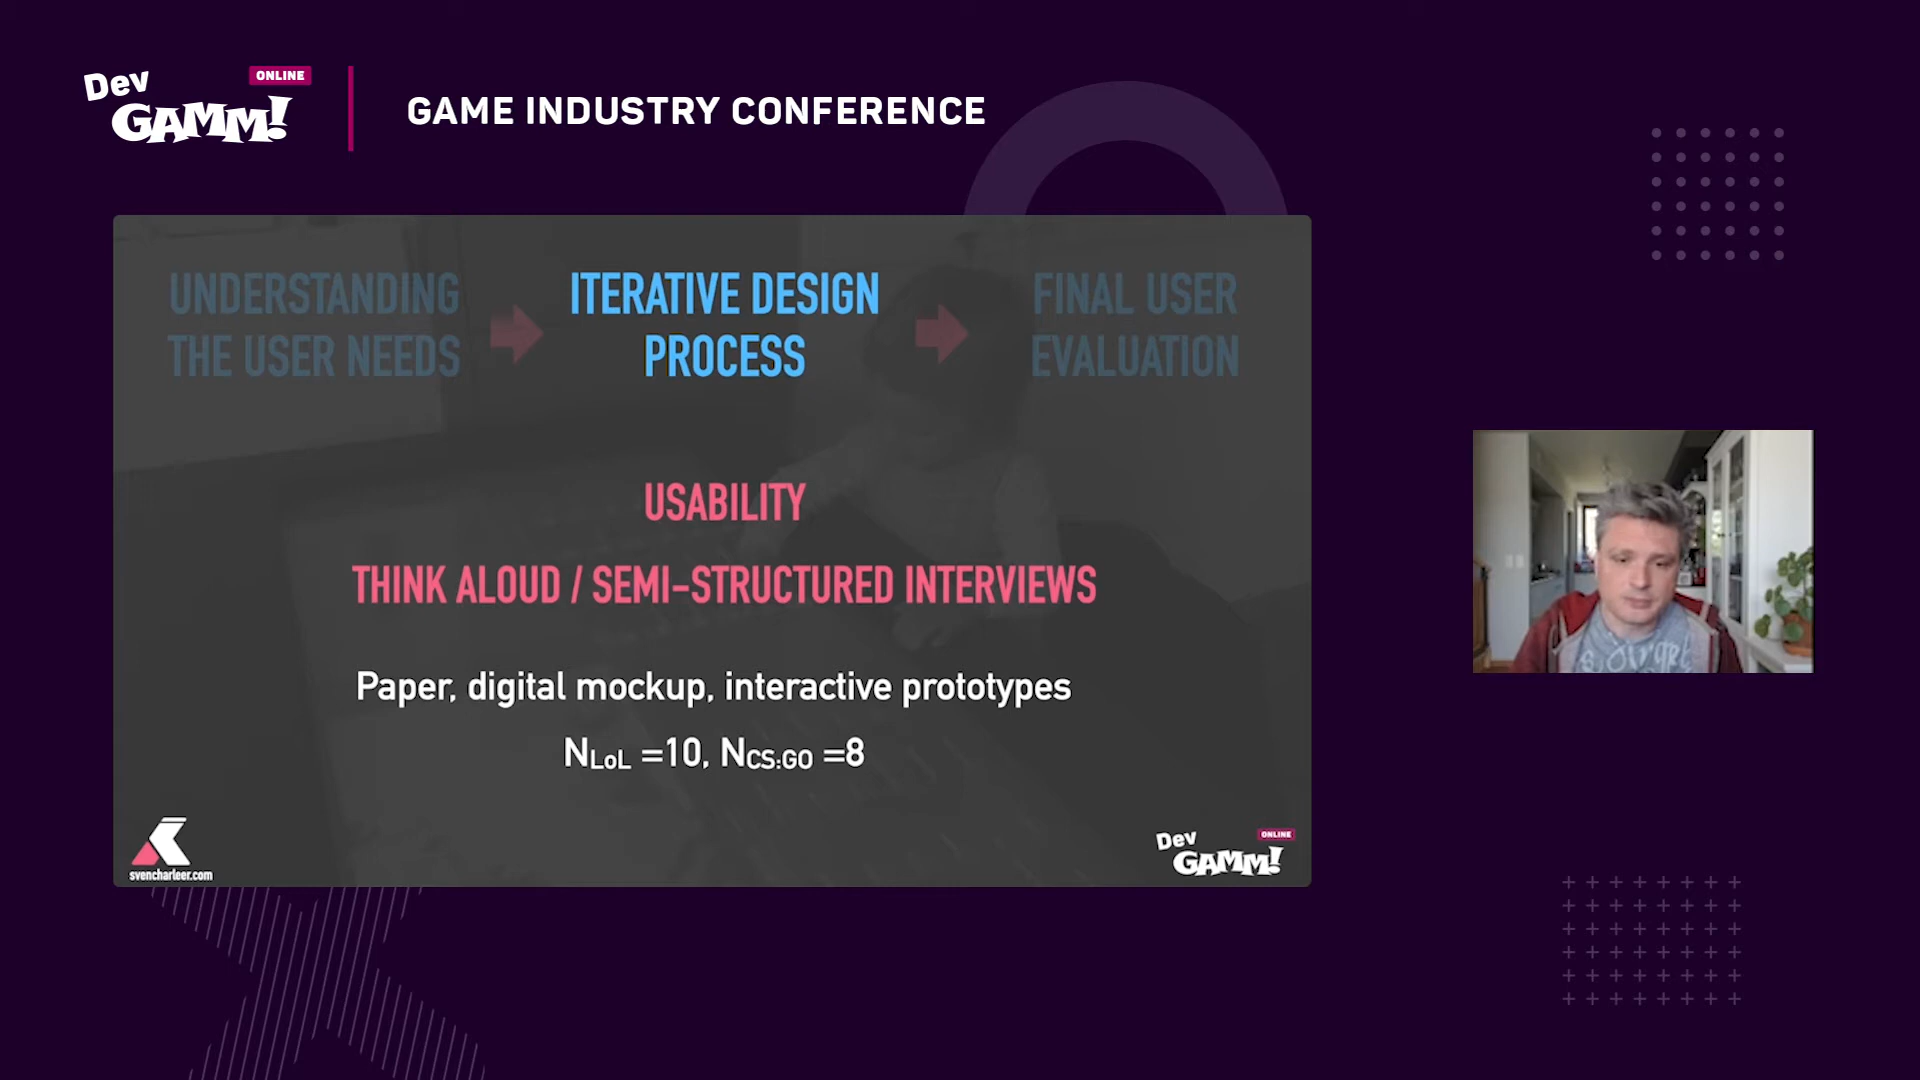 Dev
GAMM!
ONLINE
GAME INDUSTRY CONFERENCE
UNDERSTANDING
THE USER NEEDS
ITERATIVE DESIGN
PROCESS
FINAL USER
EVALUATION
USABILITY
THINK ALOUD / SEMI-STRUCTURED INTERVIEWS
Paper, digital mockup, interactive prototypes
NLoL =10, NCS:GO =8
svencharleer.com
Dev
GAMM!
ONLINE